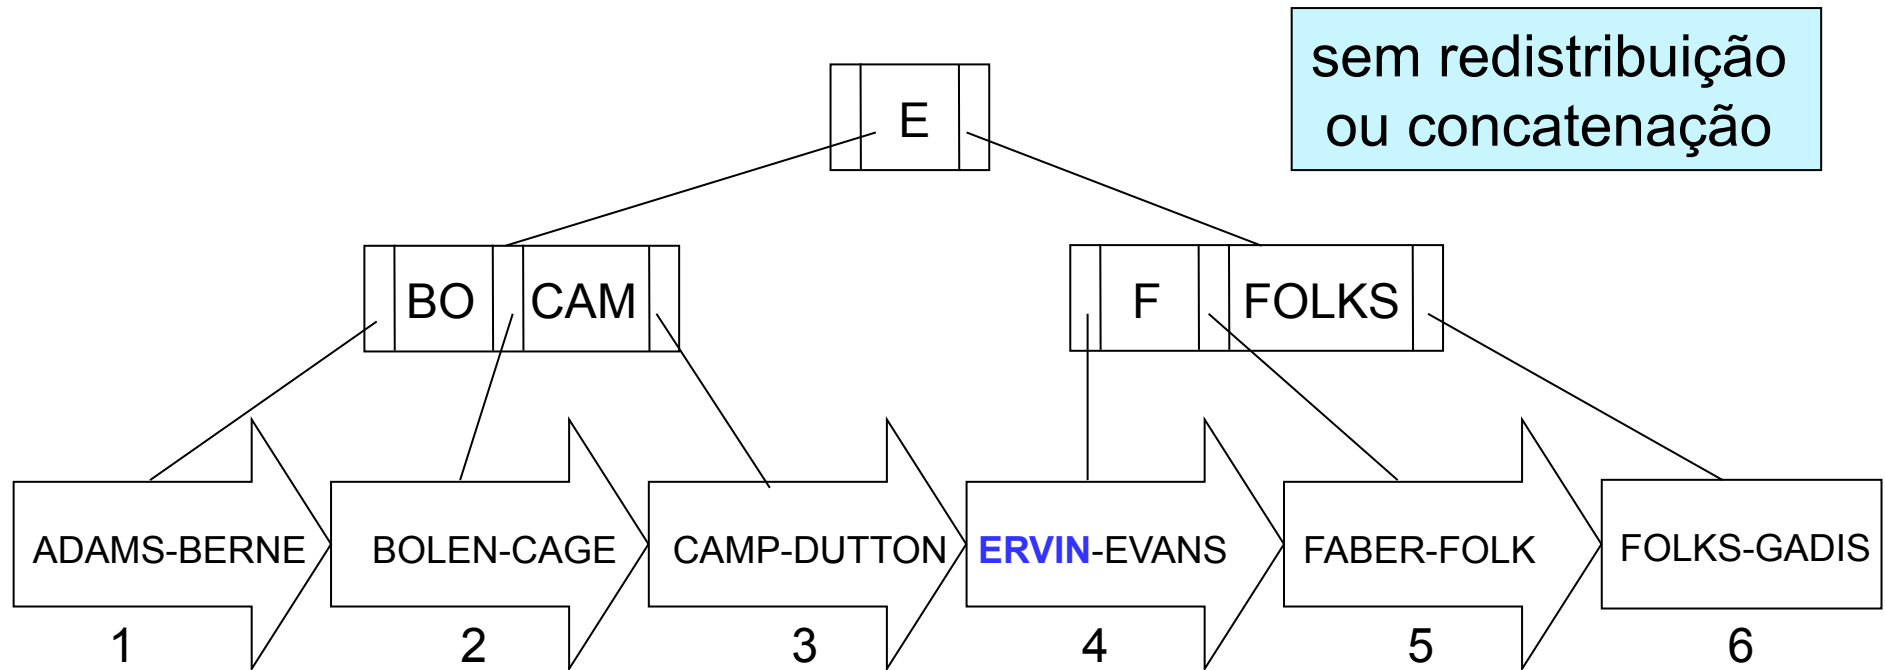 sem redistribuição
ou concatenação
E
BO CAM
F FOLKS
ADAMS-BERNE BOLEN-CAGE CAMP-DUTTON ERVIN-EVANS FABER-FOLK FOLKS-GADIS
1 2 3 4 5 6